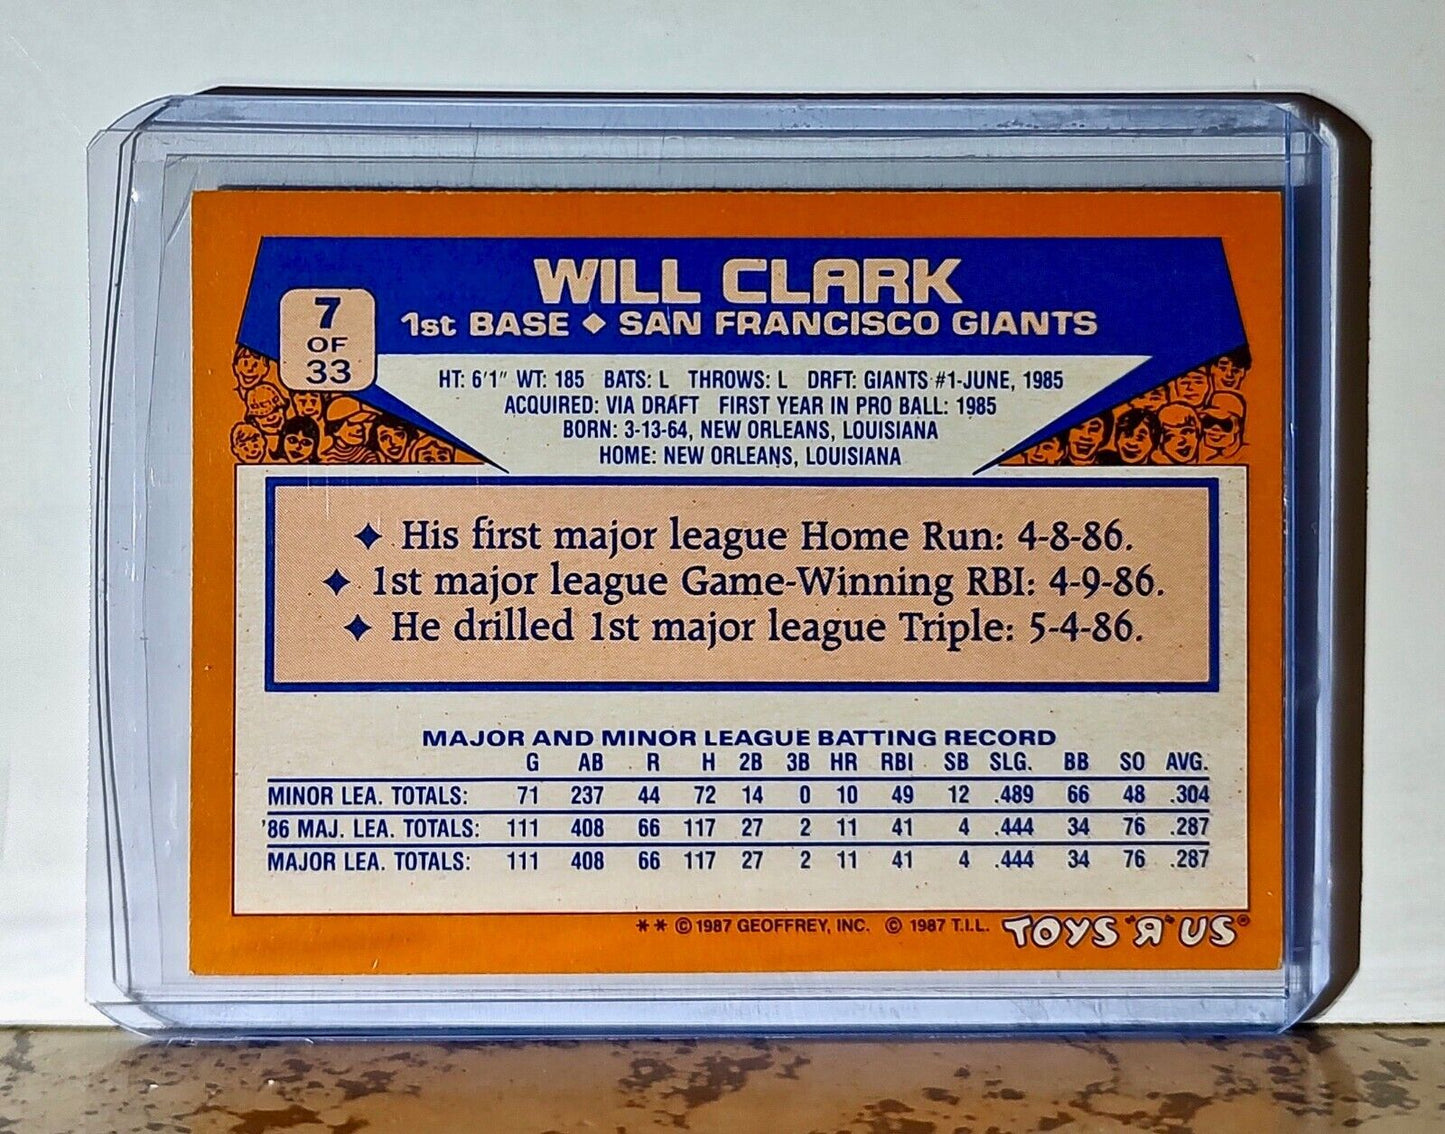 WILL CLARK
1st BASE ◆ SAN FRANCISCO GIANTS
7
OF
33
HT: 6'1" WT: 185 BATS: L THROWS: L DRFT: GIANTS #1-JUNE, 1985
ACQUIRED: VIA DRAFT FIRST YEAR IN PRO BALL: 1985
BORN: 3-13-64, NEW ORLEANS, LOUISIANA
HOME: NEW ORLEANS, LOUISIANA
✦ His first major league Home Run: 4-8-86.
✦ 1st major league Game-Winning RBI: 4-9-86.
✦ He drilled 1st major league Triple: 5-4-86.
MAJOR AND MINOR LEAGUE BATTING RECORD
G AB R H 2B 3B HR RBI SB SLG. BB SO AVG.
MINOR LEA. TOTALS: 71 237 44 72 14 0 10 49 12 .489 66 48 .304
'86 MAJ. LEA. TOTALS: 111 408 66 117 27 2 11 41 4 .444 34 76 .287
MAJOR LEA. TOTALS: 111 408 66 117 27 2 11 41 4 .444 34 76 .287
** © 1987 GEOFFREY, INC. © 1987 T.I.L. TOYS "Я" US®